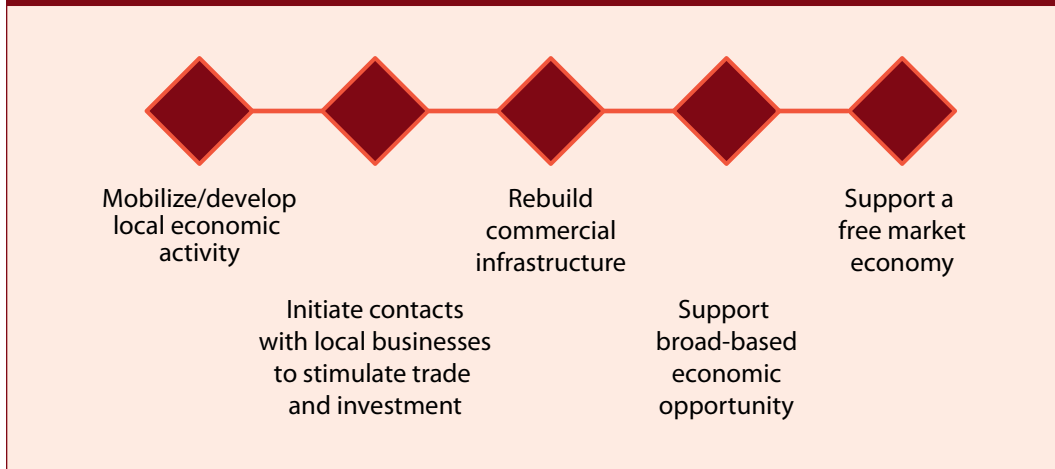 Mobilize/develop
local economic
activity
Initiate contacts
with local businesses
to stimulate trade
and investment
Rebuild
commercial
infrastructure
Support
broad-based
economic
opportunity
Support a
free market
economy